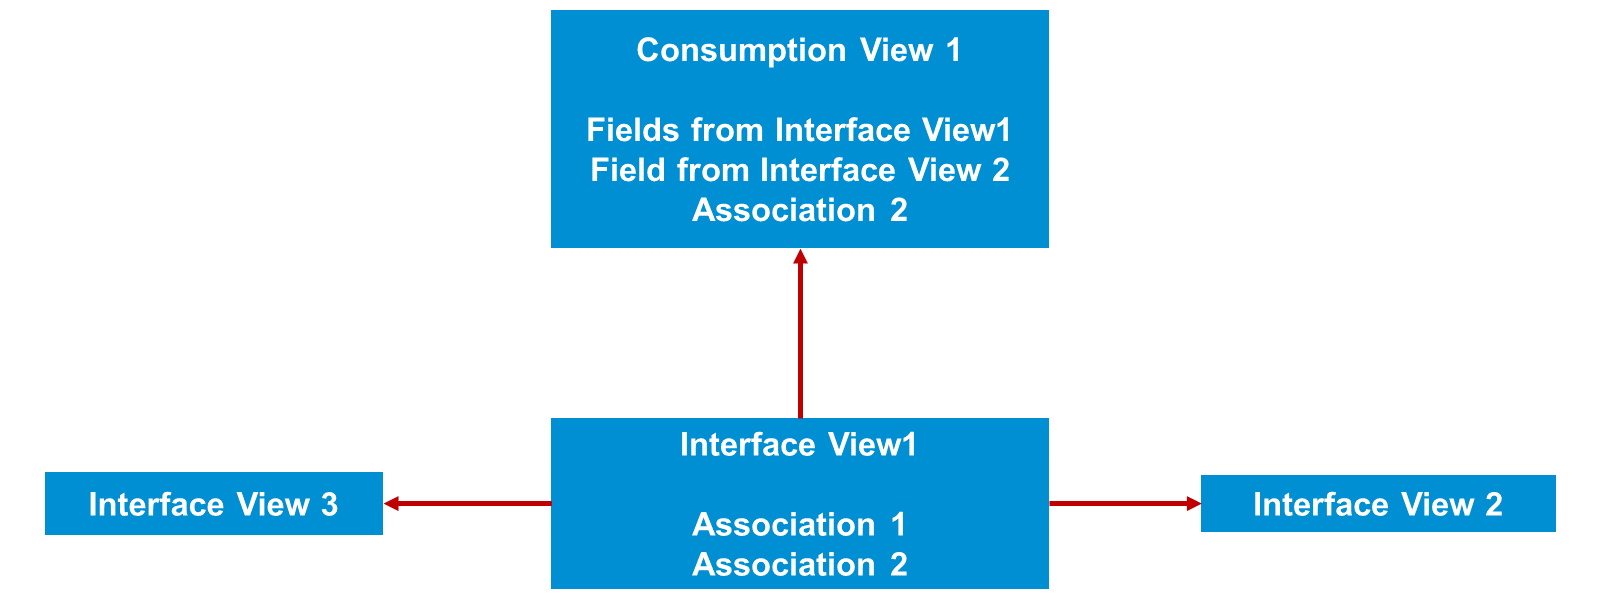 Consumption View 1
Fields from Interface View1
Field from Interface View 2
Association 2
Interface View1
Association 1
Association 2
Interface View 3
Interface View 2